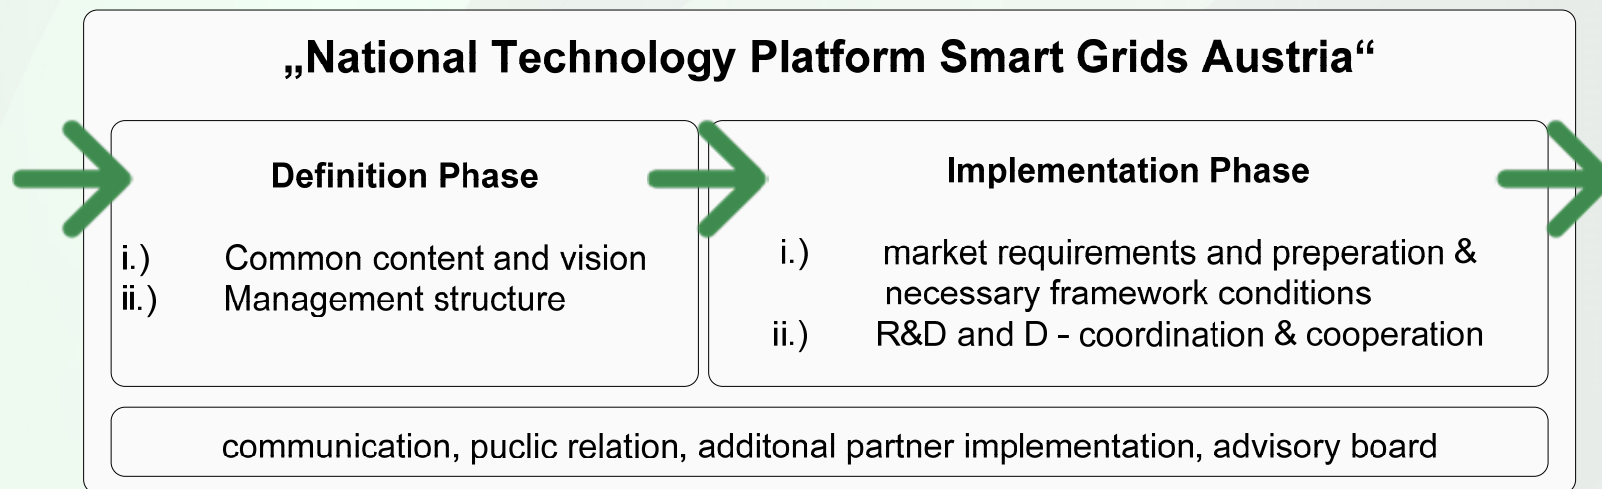 „National Technology Platform Smart Grids Austria“
Definition Phase
i.) Common content and vision
ii.) Management structure
Implementation Phase
i.) market requirements and preperation &
necessary framework conditions
ii.) R&D and D - coordination & cooperation
communication, puclic relation, additonal partner implementation, advisory board